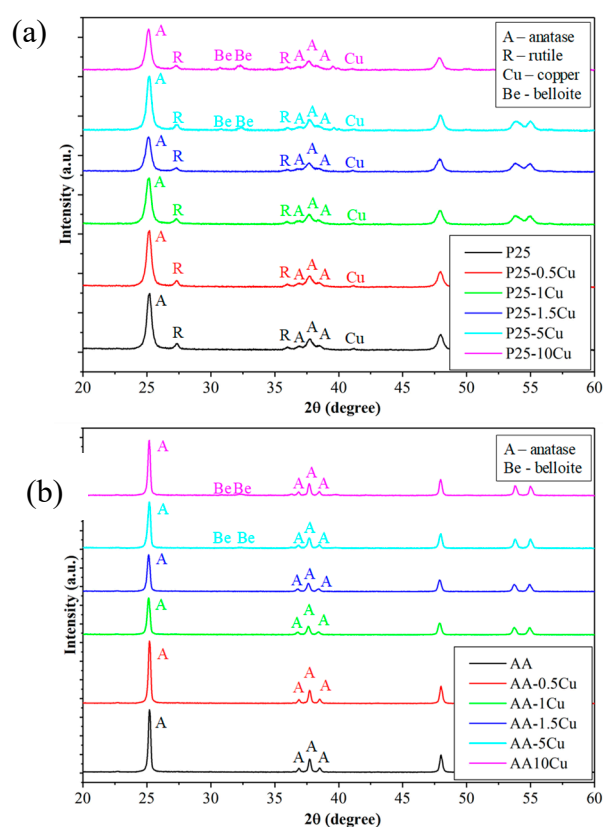 (a)
A – anatase
R – rutile
Cu – copper
Be - belloite
A R Be Be R A A A Cu
A R Be Be R A A A Cu
A R R A A A Cu
A R R A A A Cu
A R R A A A Cu
A R R A A A Cu
P25
P25-0.5Cu
P25-1Cu
P25-1.5Cu
P25-5Cu
P25-10Cu
Intensity (a.u.)
20 25 30 35 40 45 50 55 60
2θ (degree)
(b)
A – anatase
Be - belloite
A Be Be A A A
A Be Be A A A
A A A A
A A A A
A A A A
A A A A
AA
AA-0.5Cu
AA-1Cu
AA-1.5Cu
AA-5Cu
AA10Cu
Intensity (a.u.)
20 25 30 35 40 45 50 55 60
2θ (degree)